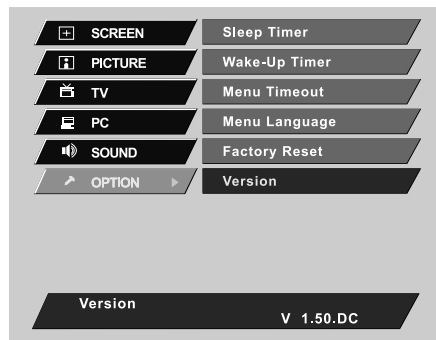 SCREEN
PICTURE
TV
PC
SOUND
OPTION
Sleep Timer
Wake-Up Timer
Menu Timeout
Menu Language
Factory Reset
Version
Version
V 1.50.DC